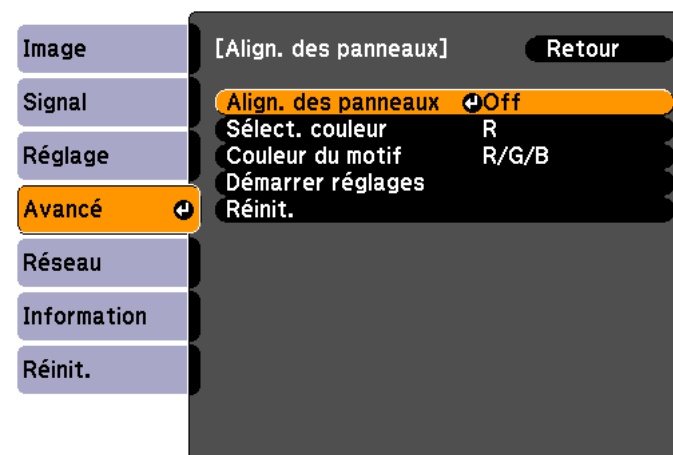 Image
Signal
Réglage
Avancé
Réseau
Information
Réinit.
[Align. des panneaux] Retour
Align. des panneaux Off
Sélect. couleur R
Couleur du motif R/G/B
Démarrer réglages
Réinit.